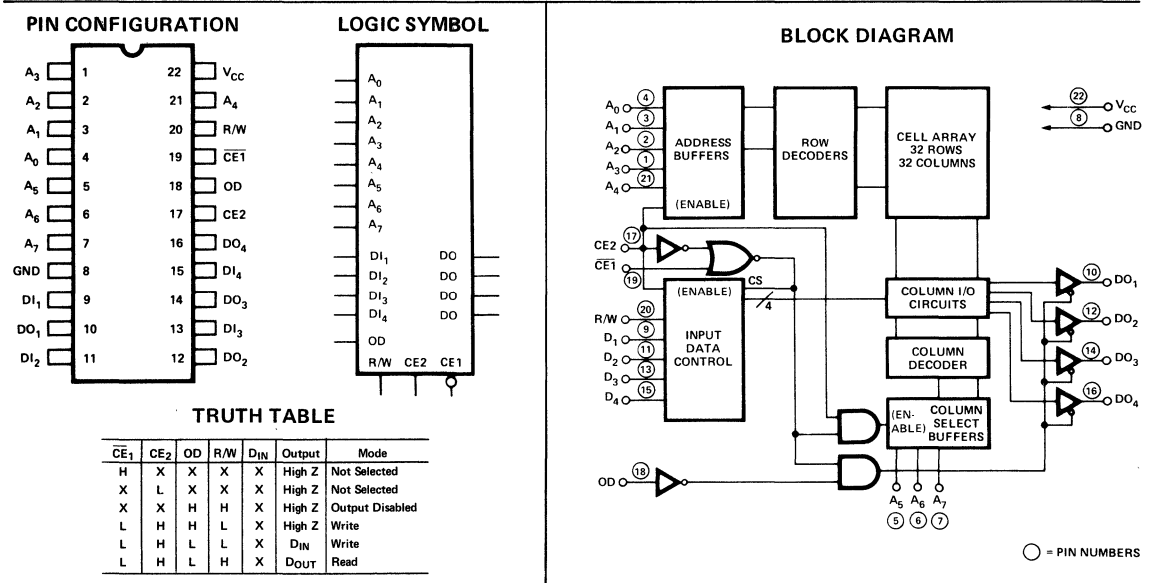 PIN CONFIGURATION
A3 1 22 VCC
A2 2 21 A4
A1 3 20 R/W
A0 4 19 C̅E̅1̅
A5 5 18 OD
A6 6 17 CE2
A7 7 16 DO4
GND 8 15 DI4
DI1 9 14 DO3
DO1 10 13 DI3
DI2 11 12 DO2
LOGIC SYMBOL
A0
A1
A2
A3
A4
A5
A6
A7
DI1 DO
DI2 DO
DI3 DO
DI4 DO
OD
R/W CE2 CE1
TRUTH TABLE
C̅E̅1 CE2 OD R/W DIN Output Mode
H X X X X High Z Not Selected
X L X X X High Z Not Selected
X X H H X High Z Output Disabled
L H H L X High Z Write
L H L L X DIN Write
L H L H X DOUT Read
BLOCK DIAGRAM
A0 4
A1 3
A2 2
A3 1
A4 21
ADDRESS
BUFFERS
(ENABLE)
ROW
DECODERS
CELL ARRAY
32 ROWS
32 COLUMNS
22 VCC
8 GND
CE2 17
C̅E̅1̅ 19
CS
4
(ENABLE)
INPUT
DATA
CONTROL
R/W 20
D1 9
D2 11
D3 13
D4 15
COLUMN I/O
CIRCUITS
COLUMN
DECODER
(EN-
ABLE)
COLUMN
SELECT
BUFFERS
10 DO1
12 DO2
14 DO3
16 DO4
OD 18
A5 A6 A7
5 6 7
= PIN NUMBERS